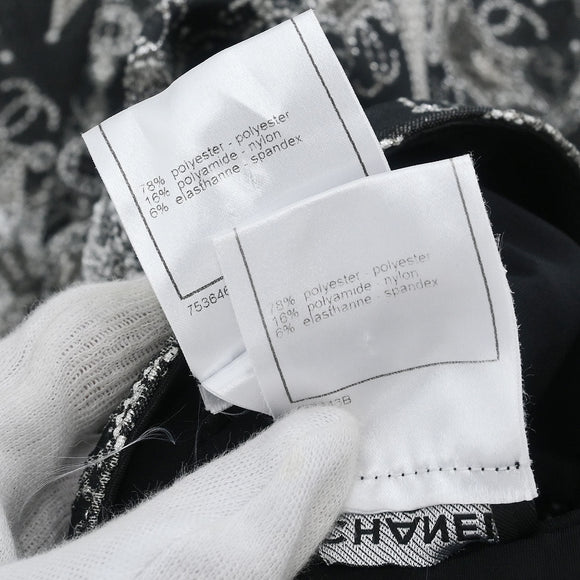 78% polyester - polyester
16% polyamide - nylon
6% elasthanne - spandex
78% polyester - polyester
16% polyamide - nylon
6% elasthanne - spandex
CHANEL